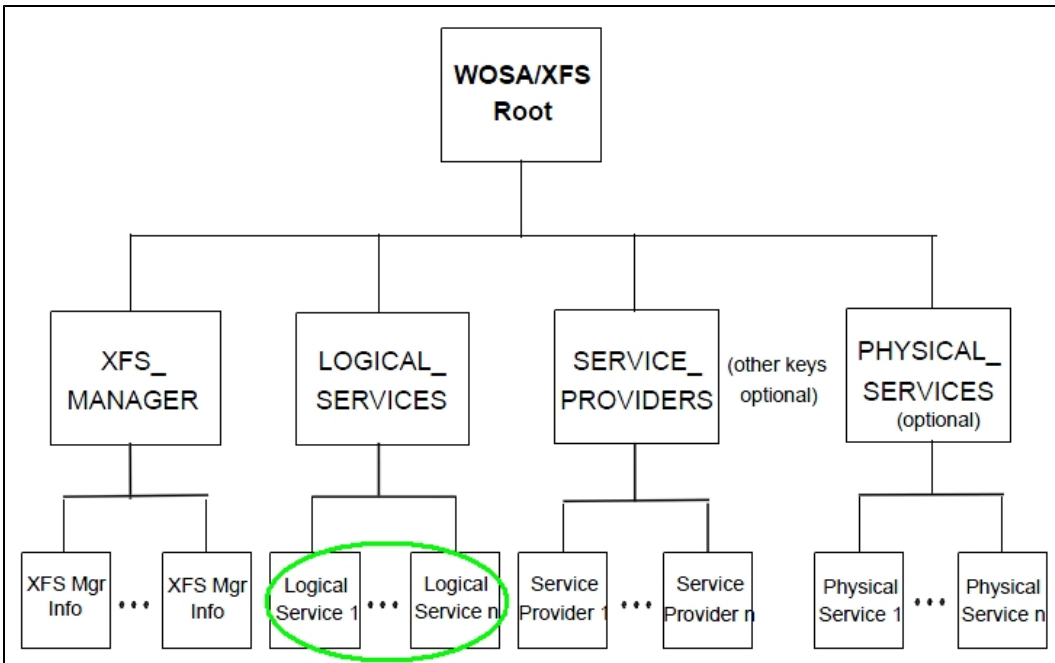 WOSA/XFS
Root
XFS_
MANAGER
LOGICAL_
SERVICES
SERVICE_
PROVIDERS
(other keys
optional)
PHYSICAL_
SERVICES
(optional)
XFS Mgr
Info
...
XFS Mgr
Info
Logical
Service 1
...
Logical
Service n
Service
Provider 1
...
Service
Provider n
Physical
Service 1
...
Physical
Service n